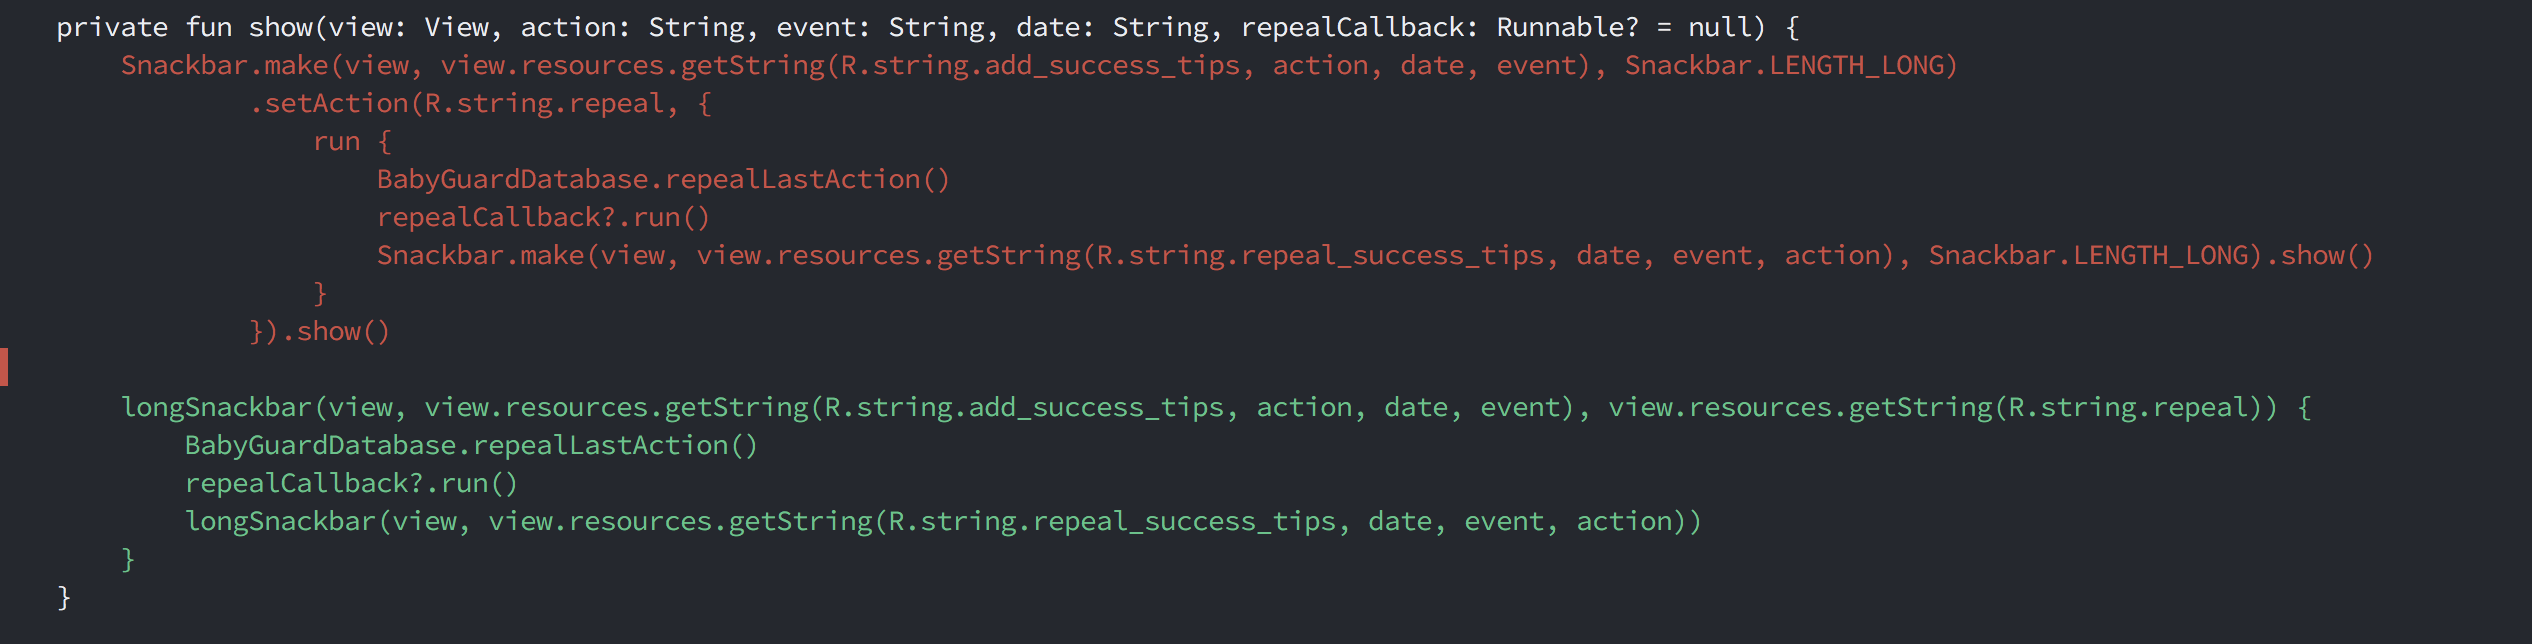 private fun show(view: View, action: String, event: String, date: String, repealCallback: Runnable? = null) {
    Snackbar.make(view, view.resources.getString(R.string.add_success_tips, action, date, event), Snackbar.LENGTH_LONG)
            .setAction(R.string.repeal, {
                run {
                    BabyGuardDatabase.repealLastAction()
                    repealCallback?.run()
                    Snackbar.make(view, view.resources.getString(R.string.repeal_success_tips, date, event, action), Snackbar.LENGTH_LONG).show()
                }
            }).show()
    longSnackbar(view, view.resources.getString(R.string.add_success_tips, action, date, event), view.resources.getString(R.string.repeal)) {
        BabyGuardDatabase.repealLastAction()
        repealCallback?.run()
        longSnackbar(view, view.resources.getString(R.string.repeal_success_tips, date, event, action))
    }
}